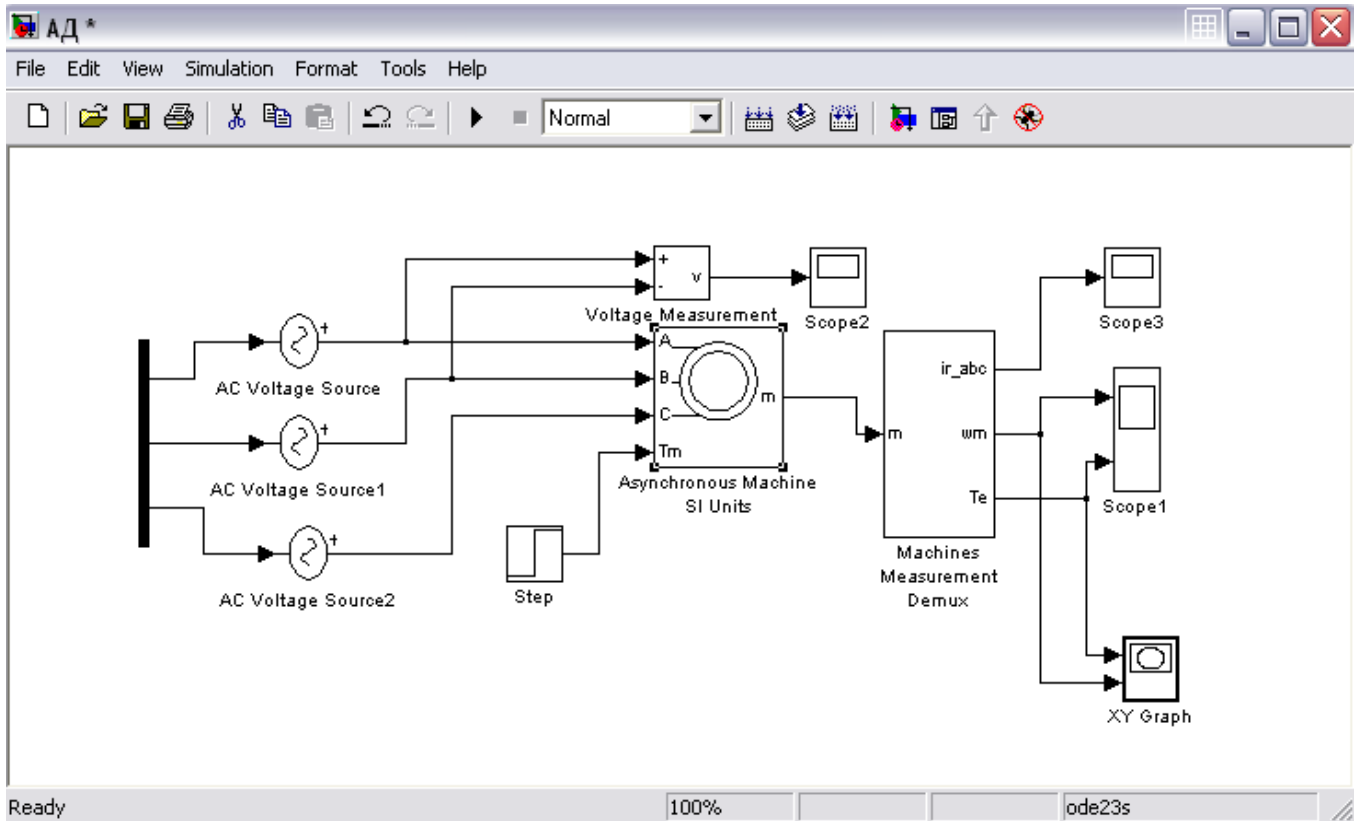 АД *
File Edit View Simulation Format Tools Help
Normal
+
-
v
Voltage Measurement
Scope2
Scope3
+
AC Voltage Source
A
B
C
Tm
m
Asynchronous Machine
SI Units
+
AC Voltage Source1
+
AC Voltage Source2
Step
m
ir_abc
wm
Te
Machines
Measurement
Demux
Scope1
XY Graph
Ready 100% ode23s